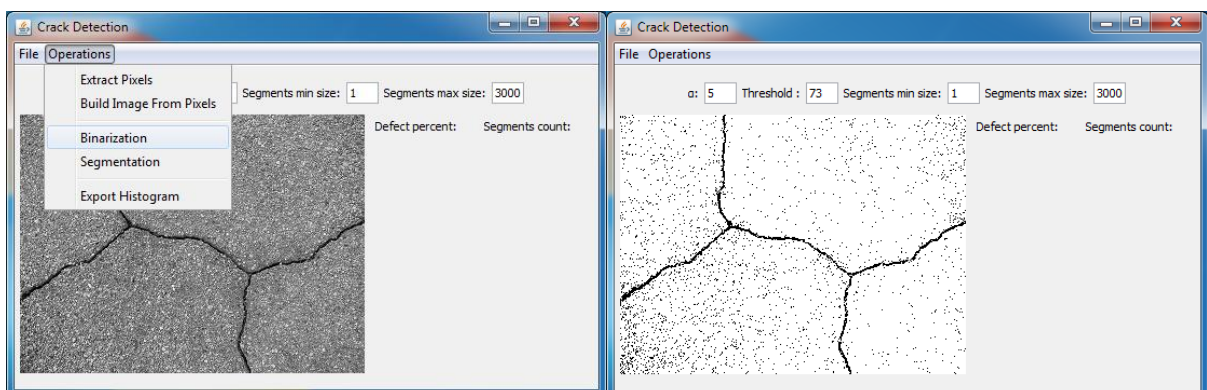 Crack Detection
File Operations
Extract Pixels
Build Image From Pixels
Binarization
Segmentation
Export Histogram
Segments min size: 1 Segments max size: 3000
Defect percent: Segments count:
Crack Detection
File Operations
α: 5 Threshold : 73 Segments min size: 1 Segments max size: 3000
Defect percent: Segments count: